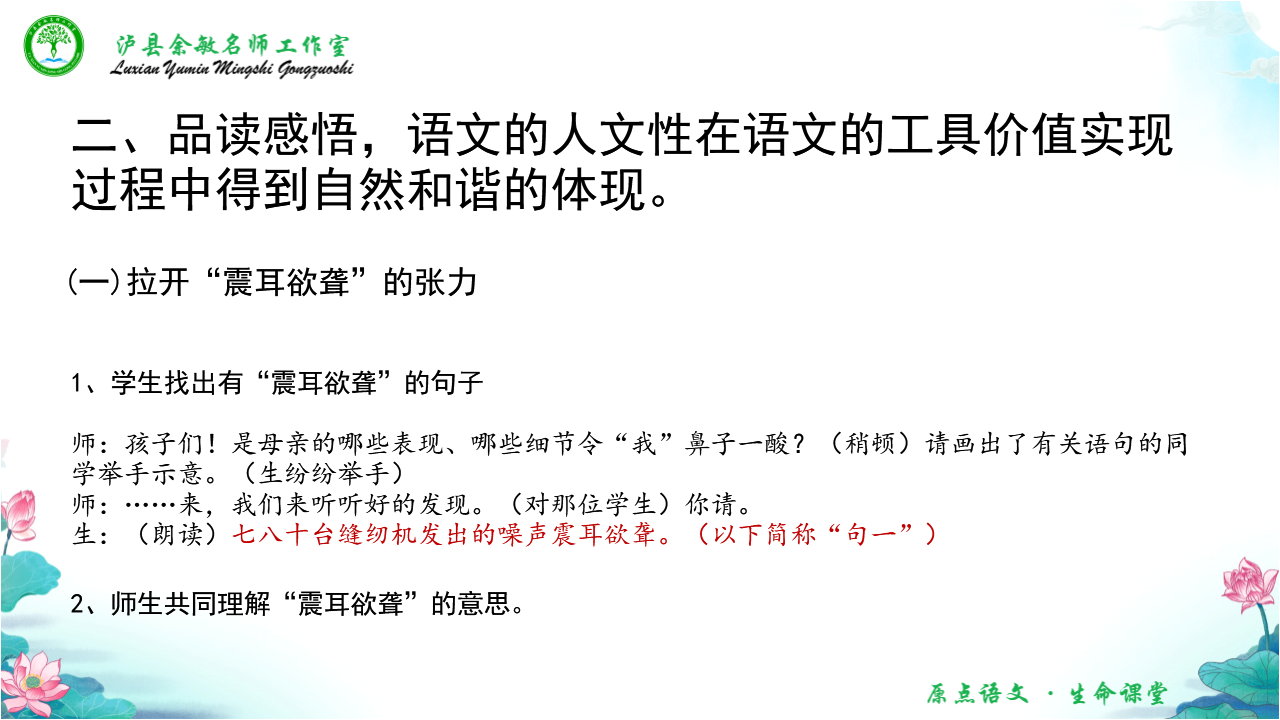 泸县余敏名师工作室
Luxian Yumin Mingshi Gongzuoshi
二、品读感悟，语文的人文性在语文的工具价值实现
过程中得到自然和谐的体现。
(一)拉开“震耳欲聋”的张力
1、学生找出有“震耳欲聋”的句子
师：孩子们！是母亲的哪些表现、哪些细节令“我”鼻子一酸？（稍顿）请画出了有关语句的同
学举手示意。（生纷纷举手）
师：……来，我们来听听好的发现。（对那位学生）你请。
生：（朗读）七八十台缝纫机发出的噪声震耳欲聋。（以下简称“句一”）
2、师生共同理解“震耳欲聋”的意思。
原点语文 · 生命课堂